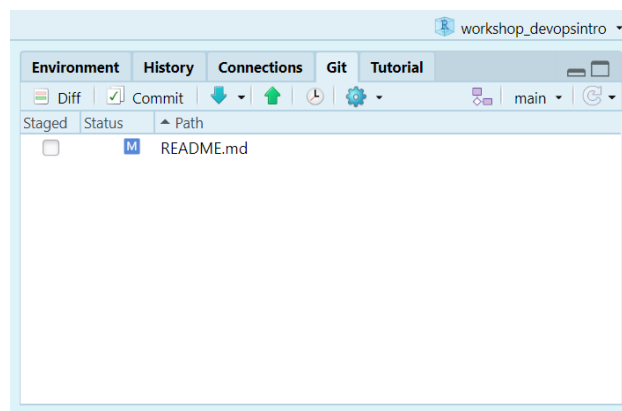 workshop_devopsintro
Environment History Connections Git Tutorial
Diff Commit main
Staged Status Path
M README.md